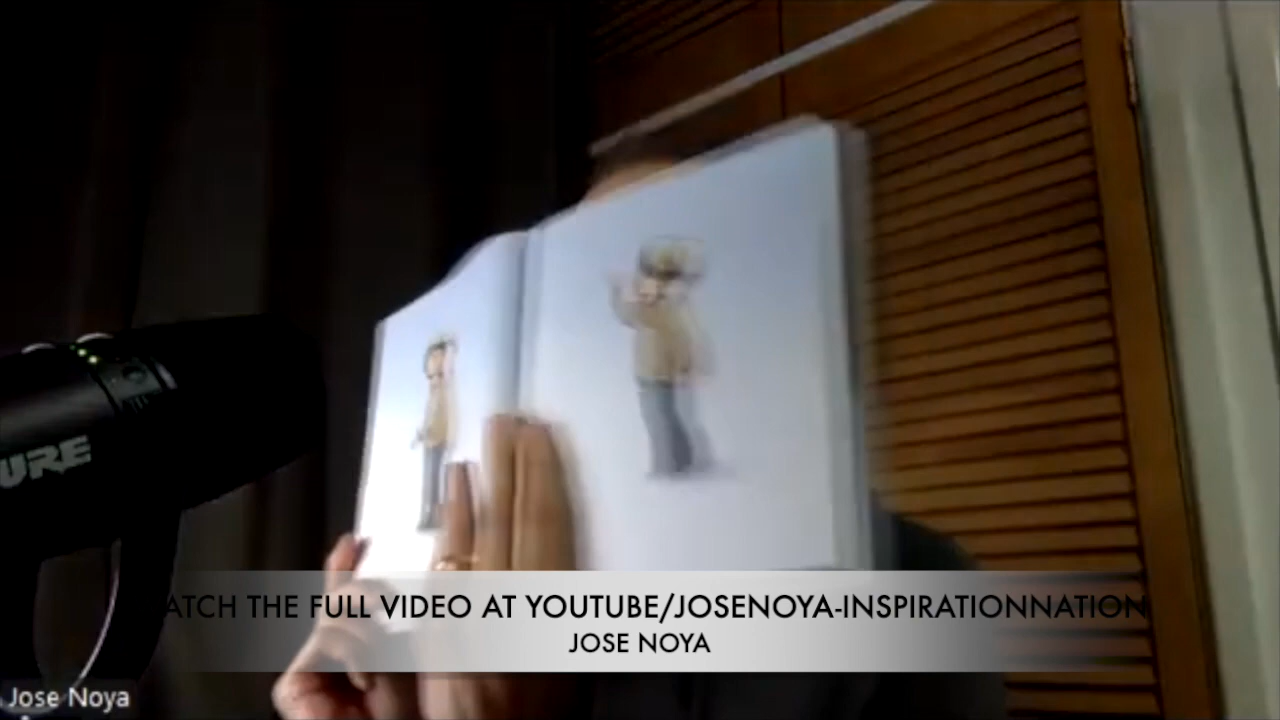 URE
ATCH THE FULL VIDEO AT YOUTUBE/JOSENOYA-INSPIRATIONNATION
JOSE NOYA
Jose Noya